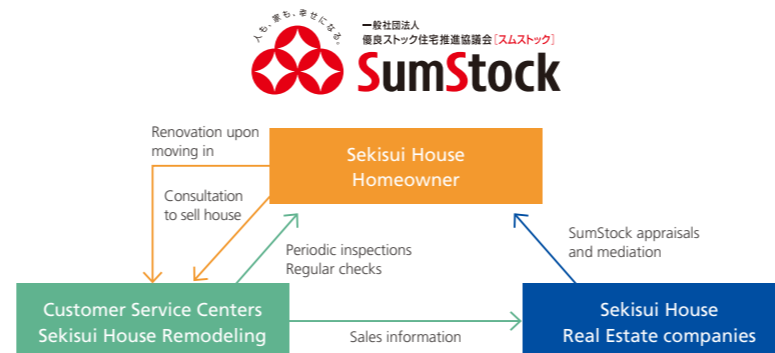 人も、家も、幸せになる。
一般社団法人
優良ストック住宅推進協議会［スムストック］
SumStock
Renovation upon
moving in
Sekisui House
Homeowner
Consultation
to sell house
Periodic inspections
Regular checks
SumStock appraisals
and mediation
Customer Service Centers
Sekisui House Remodeling
Sales information
Sekisui House
Real Estate companies